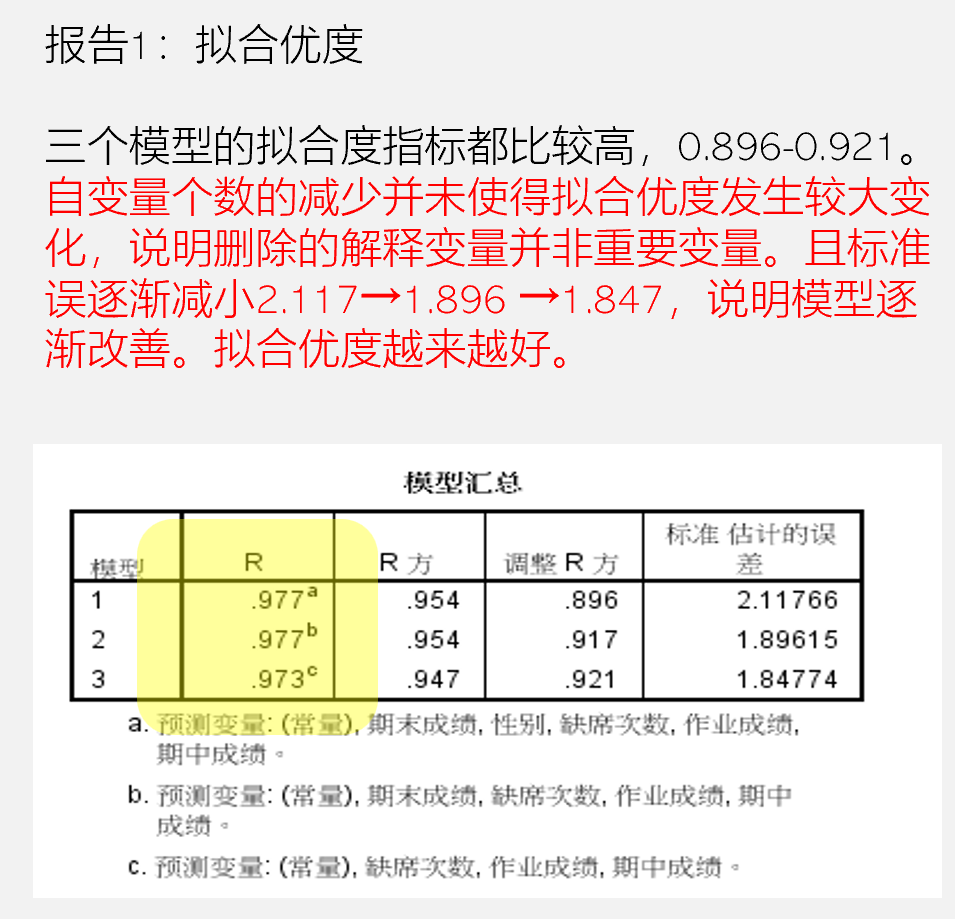 报告1：拟合优度
三个模型的拟合度指标都比较高，0.896-0.921。
自变量个数的减少并未使得拟合优度发生较大变
化，说明删除的解释变量并非重要变量。且标准
误逐渐减小2.117→1.896 →1.847，说明模型逐
渐改善。拟合优度越来越好。
模型汇总
模型 R R 方 调整 R 方 标准 估计的误
差
1 .977a .954 .896 2.11766
2 .977b .954 .917 1.89615
3 .973c .947 .921 1.84774
a. 预测变量: (常量), 期末成绩, 性别, 缺席次数, 作业成绩,
期中成绩。
b. 预测变量: (常量), 期末成绩, 缺席次数, 作业成绩, 期中
成绩。
c. 预测变量: (常量), 缺席次数, 作业成绩, 期中成绩。